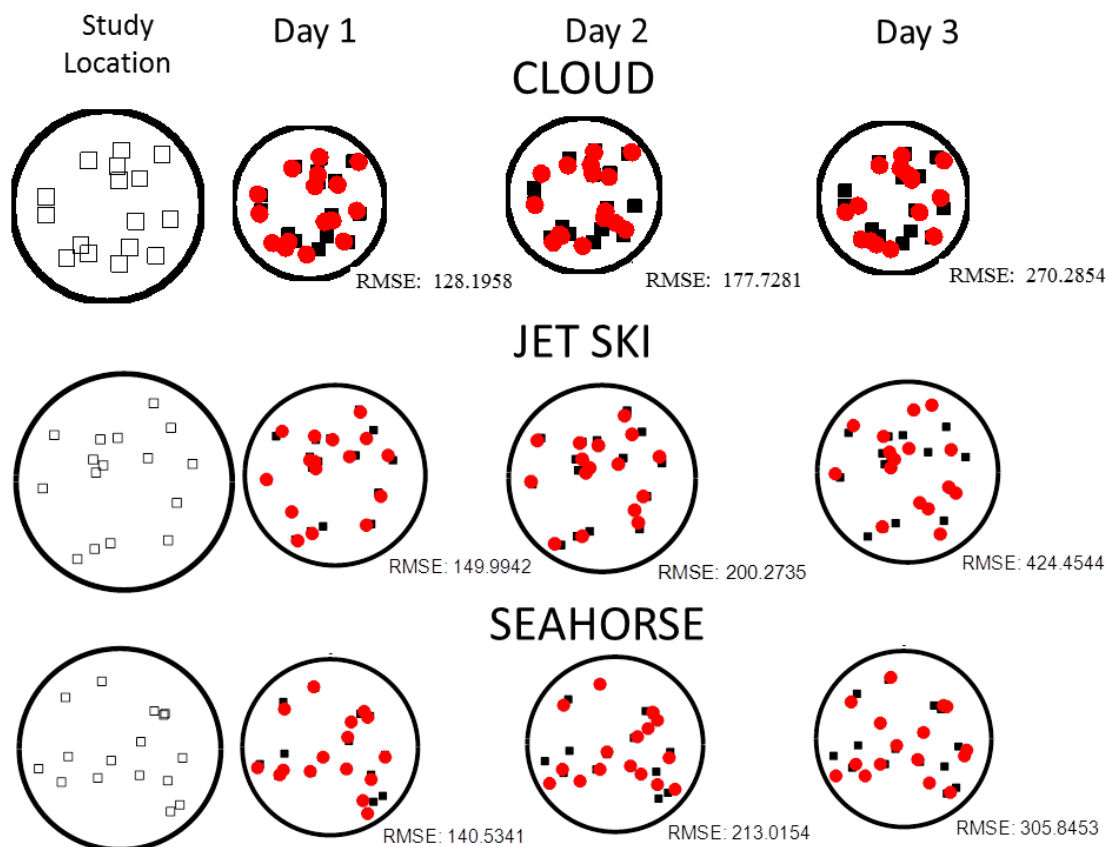 Study
Location
Day 1
Day 2
Day 3
CLOUD
RMSE: 128.1958
RMSE: 177.7281
RMSE: 270.2854
JET SKI
RMSE: 149.9942
RMSE: 200.2735
RMSE: 424.4544
SEAHORSE
RMSE: 140.5341
RMSE: 213.0154
RMSE: 305.8453